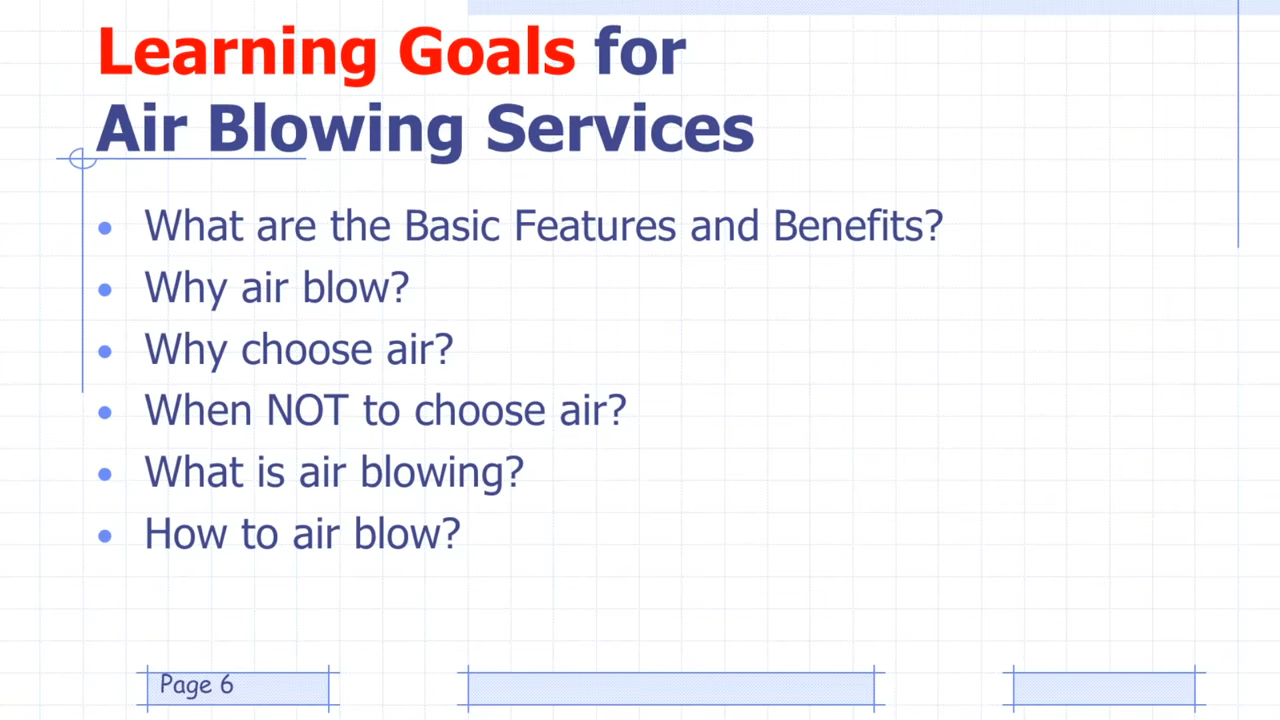 Learning Goals for
Air Blowing Services
• What are the Basic Features and Benefits?
• Why air blow?
• Why choose air?
• When NOT to choose air?
• What is air blowing?
• How to air blow?
Page 6